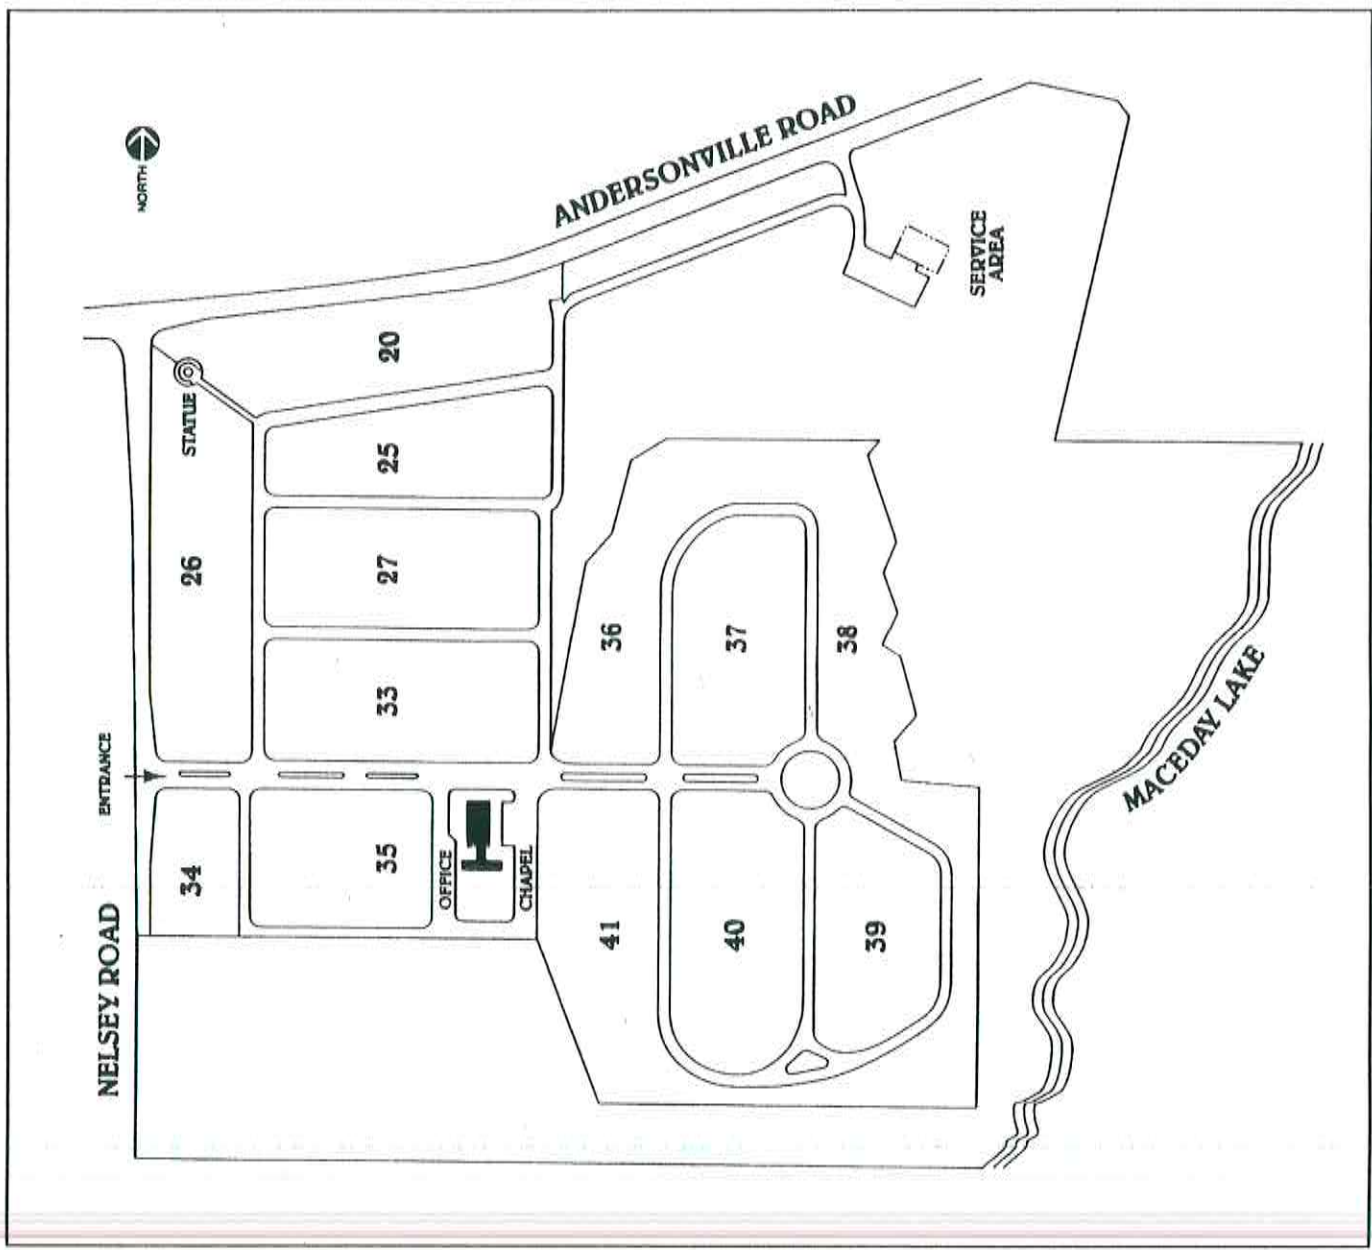 NORTH
ANDERSONVILLE ROAD
SERVICE
AREA
20
STATUE
25
26
27
36
37
38
33
ENTRANCE
MACEDAY LAKE
34
35
OFFICE
CHAPEL
41
40
39
NELSEY ROAD